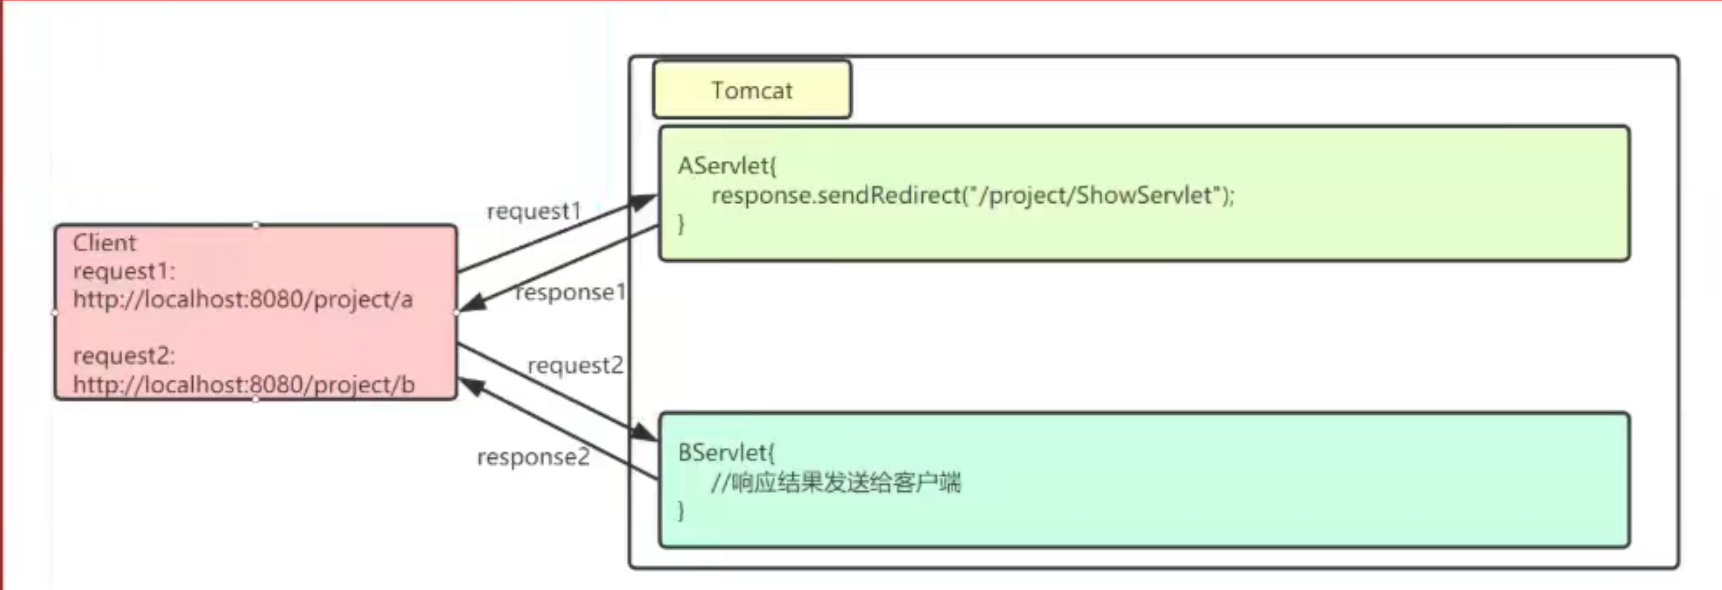 Tomcat
AServlet{
response.sendRedirect("/project/ShowServlet");
}
request1
Client
request1:
http://localhost:8080/project/a
response1
request2:
http://localhost:8080/project/b
request2
response2
BServlet{
//响应结果发送给客户端
}